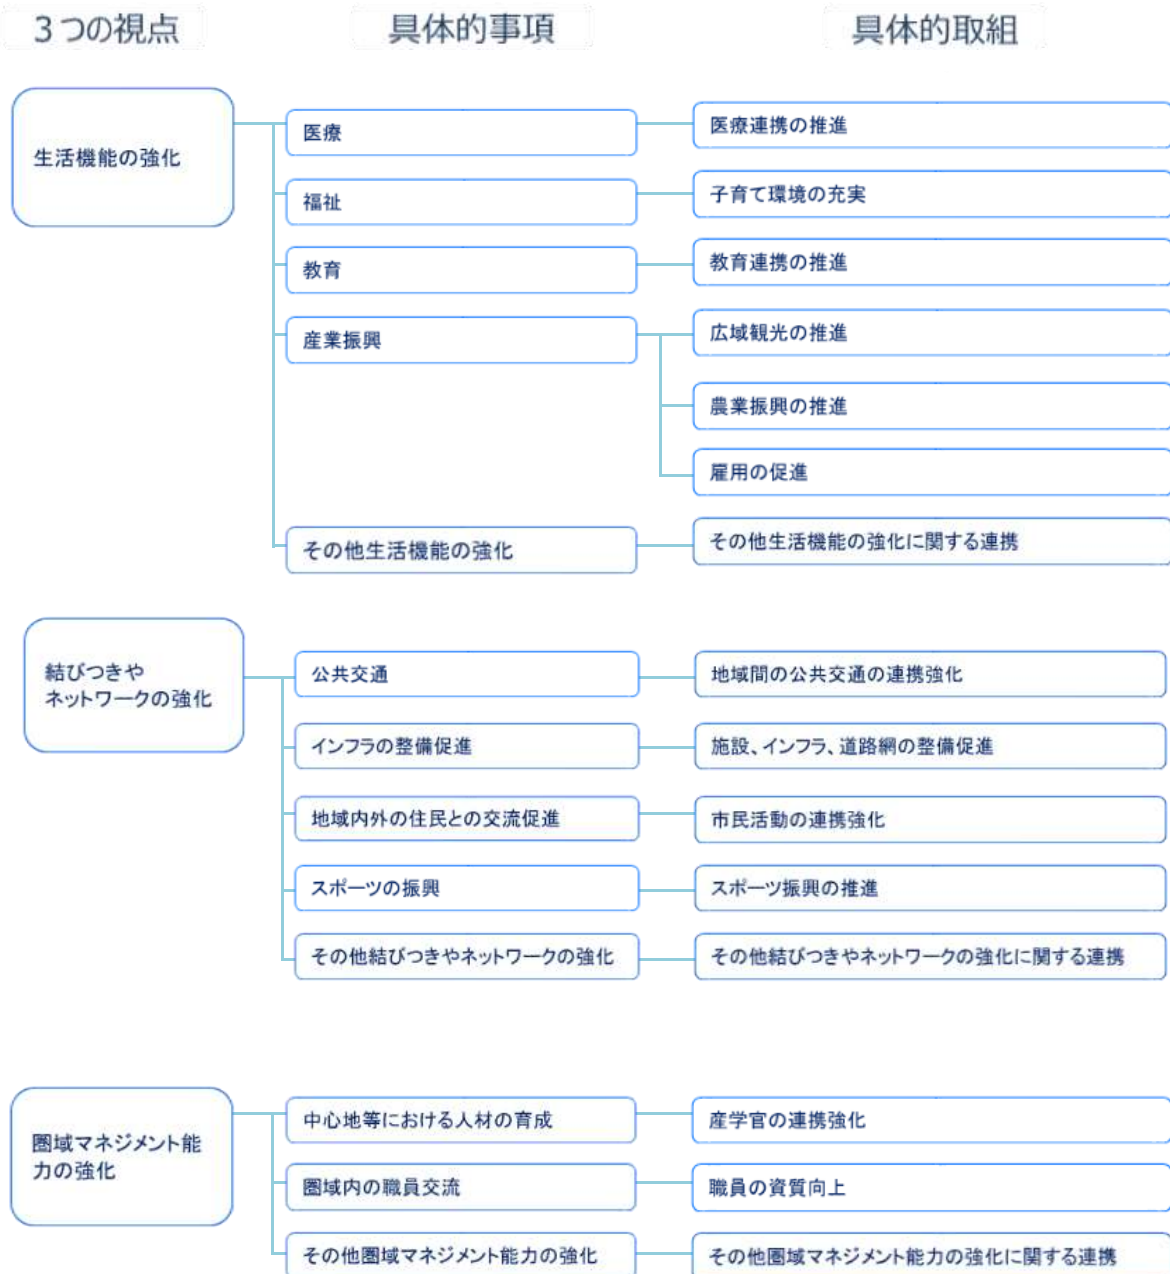 3つの視点
具体的事項
具体的取組
生活機能の強化
医療
医療連携の推進
福祉
子育て環境の充実
教育
教育連携の推進
産業振興
広域観光の推進
農業振興の推進
雇用の促進
その他生活機能の強化
その他生活機能の強化に関する連携
結びつきや
ネットワークの強化
公共交通
地域間の公共交通の連携強化
インフラの整備促進
施設、インフラ、道路網の整備促進
地域内外の住民との交流促進
市民活動の連携強化
スポーツの振興
スポーツ振興の推進
その他結びつきやネットワークの強化
その他結びつきやネットワークの強化に関する連携
圏域マネジメント能
力の強化
中心地等における人材の育成
産学官の連携強化
圏域内の職員交流
職員の資質向上
その他圏域マネジメント能力の強化
その他圏域マネジメント能力の強化に関する連携